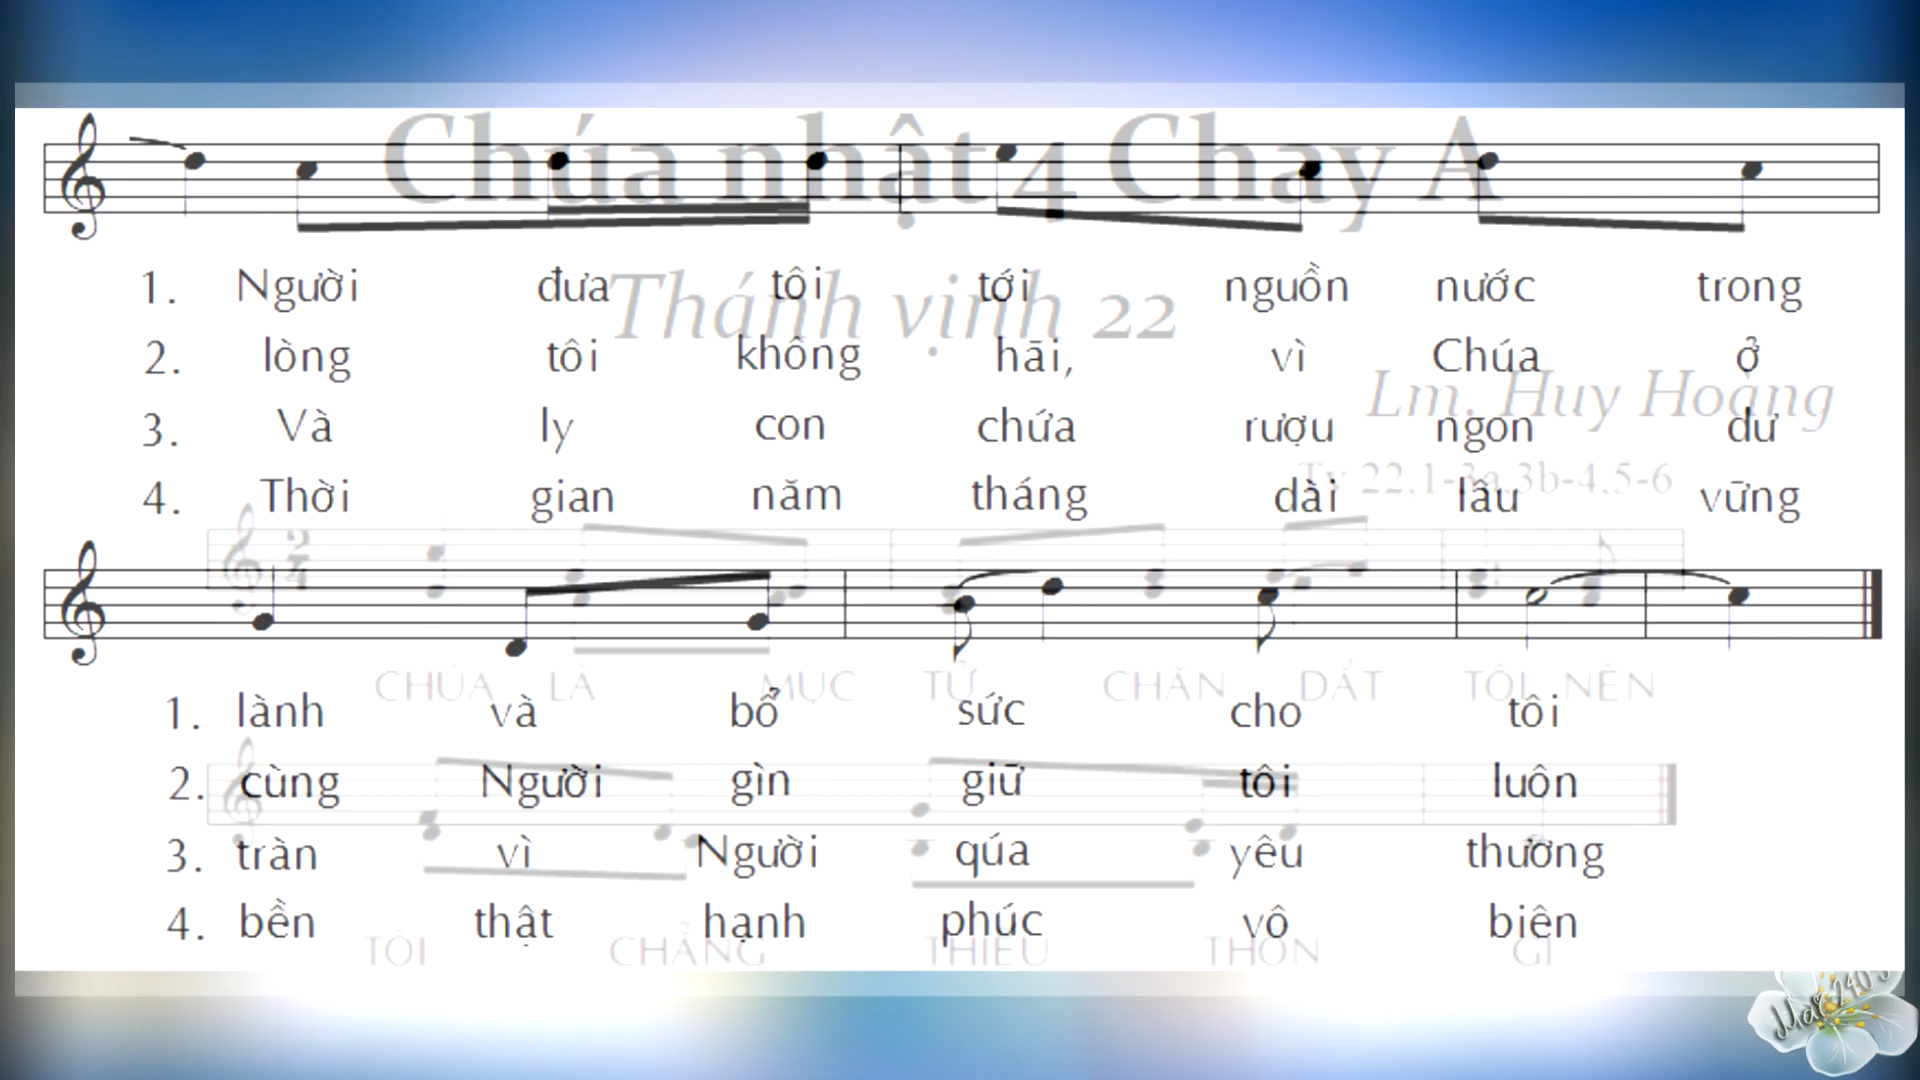 Chúa nhật 4 Chay A
1. Người đưa tôi tới nguồn nước trong
Thánh vịnh 22
2. lòng tôi không hãi, vì Chúa ở
Lm. Huy Hoàng
3. Và ly con chứa rượu ngon dư
Tv 22,1-3a,3b-4,5-6
4. Thời gian năm tháng dài lâu vững
2
4
CHÚA LÀ MỤC TỬ CHĂN DẮT TÔI NÊN
1. lành và bổ sức cho tôi
2. cùng Người gìn giữ tôi luôn
3. tràn vì Người qúa yêu thương
4. bền thật hạnh phúc vô biên
TÔI CHẲNG THIẾU THỐN GÌ